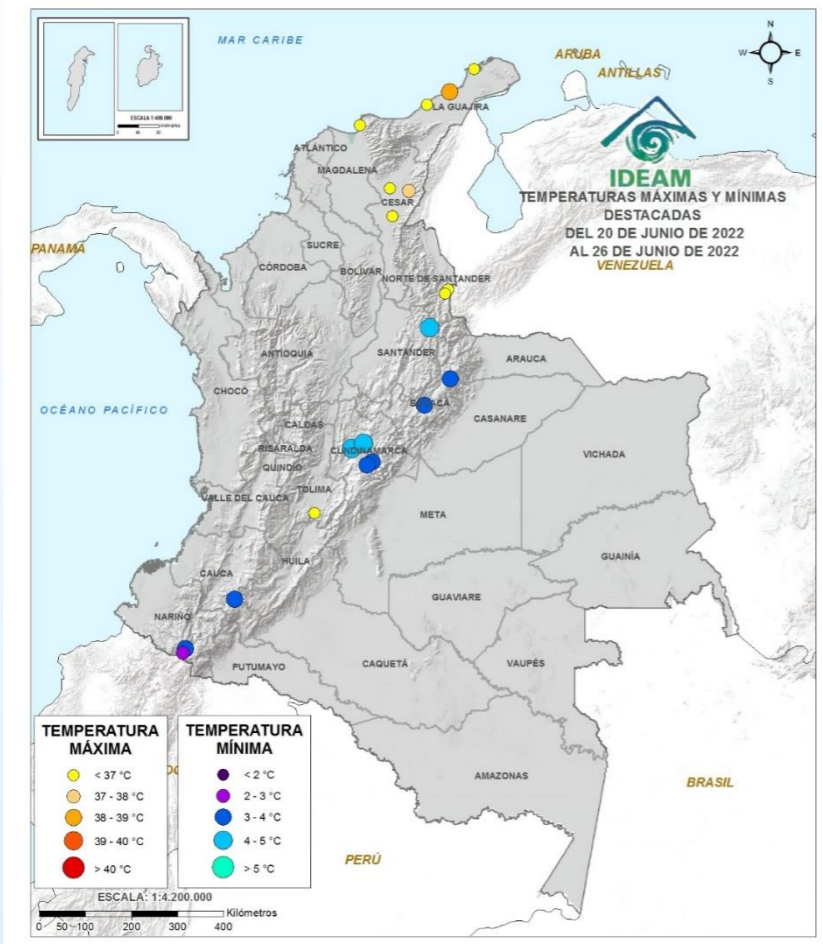 MAR CARIBE
ARUBA
ANTILLAS
N
W
E
S
ESCALA 1:400.000
LA GUAJIRA
ATLÁNTICO
MAGDALENA
CESAR
IDEAM
TEMPERATURAS MÁXIMAS Y MÍNIMAS
DESTACADAS
DEL 20 DE JUNIO DE 2022
AL 26 DE JUNIO DE 2022
VENEZUELA
PANAMÁ
SUCRE
CÓRDOBA
BOLÍVAR
NORTE DE SANTANDER
ANTIOQUIA
SANTANDER
ARAUCA
CHOCÓ
OCÉANO PACÍFICO
CASANARE
CALDAS
RISARALDA
CUNDINAMARCA
VICHADA
QUINDÍO
TOLIMA
VALLE DEL CAUCA
META
HUILA
GUAINÍA
CAUCA
GUAVIARE
NARIÑO
PUTUMAYO
CAQUETÁ
VAUPÉS
AMAZONAS
BRASIL
PERÚ
TEMPERATURA
MÁXIMA
< 37 °C
37 - 38 °C
38 - 39 °C
39 - 40 °C
> 40 °C
TEMPERATURA
MÍNIMA
< 2 °C
2 - 3 °C
3 - 4 °C
4 - 5 °C
> 5 °C
ESCALA: 1:4.200.000
Kilómetros
0 50 100 200 300 400